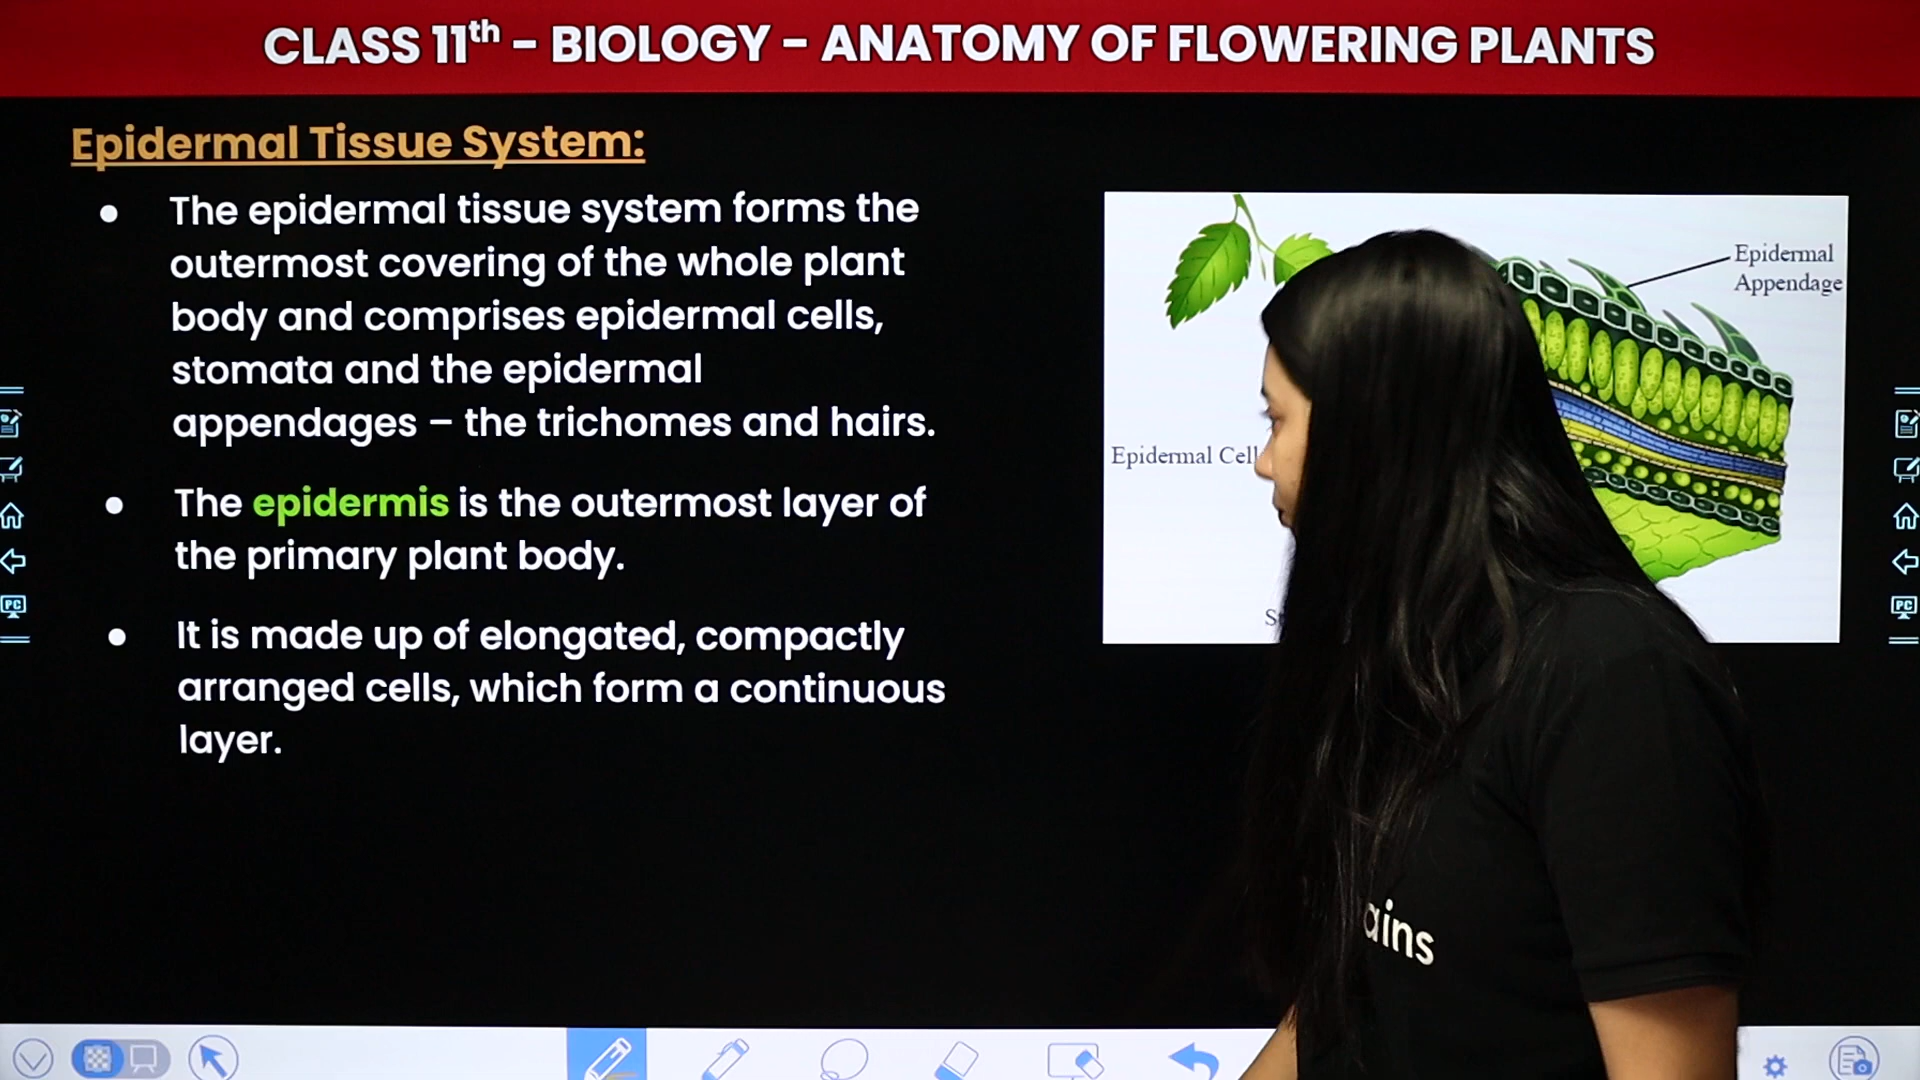 CLASS 11th - BIOLOGY - ANATOMY OF FLOWERING PLANTS
Epidermal Tissue System:
● The epidermal tissue system forms the
outermost covering of the whole plant
body and comprises epidermal cells,
stomata and the epidermal
appendages – the trichomes and hairs.
● The epidermis is the outermost layer of
the primary plant body.
● It is made up of elongated, compactly
arranged cells, which form a continuous
layer.
Epidermal
Appendage
Epidermal Cell
PC
PC
ains